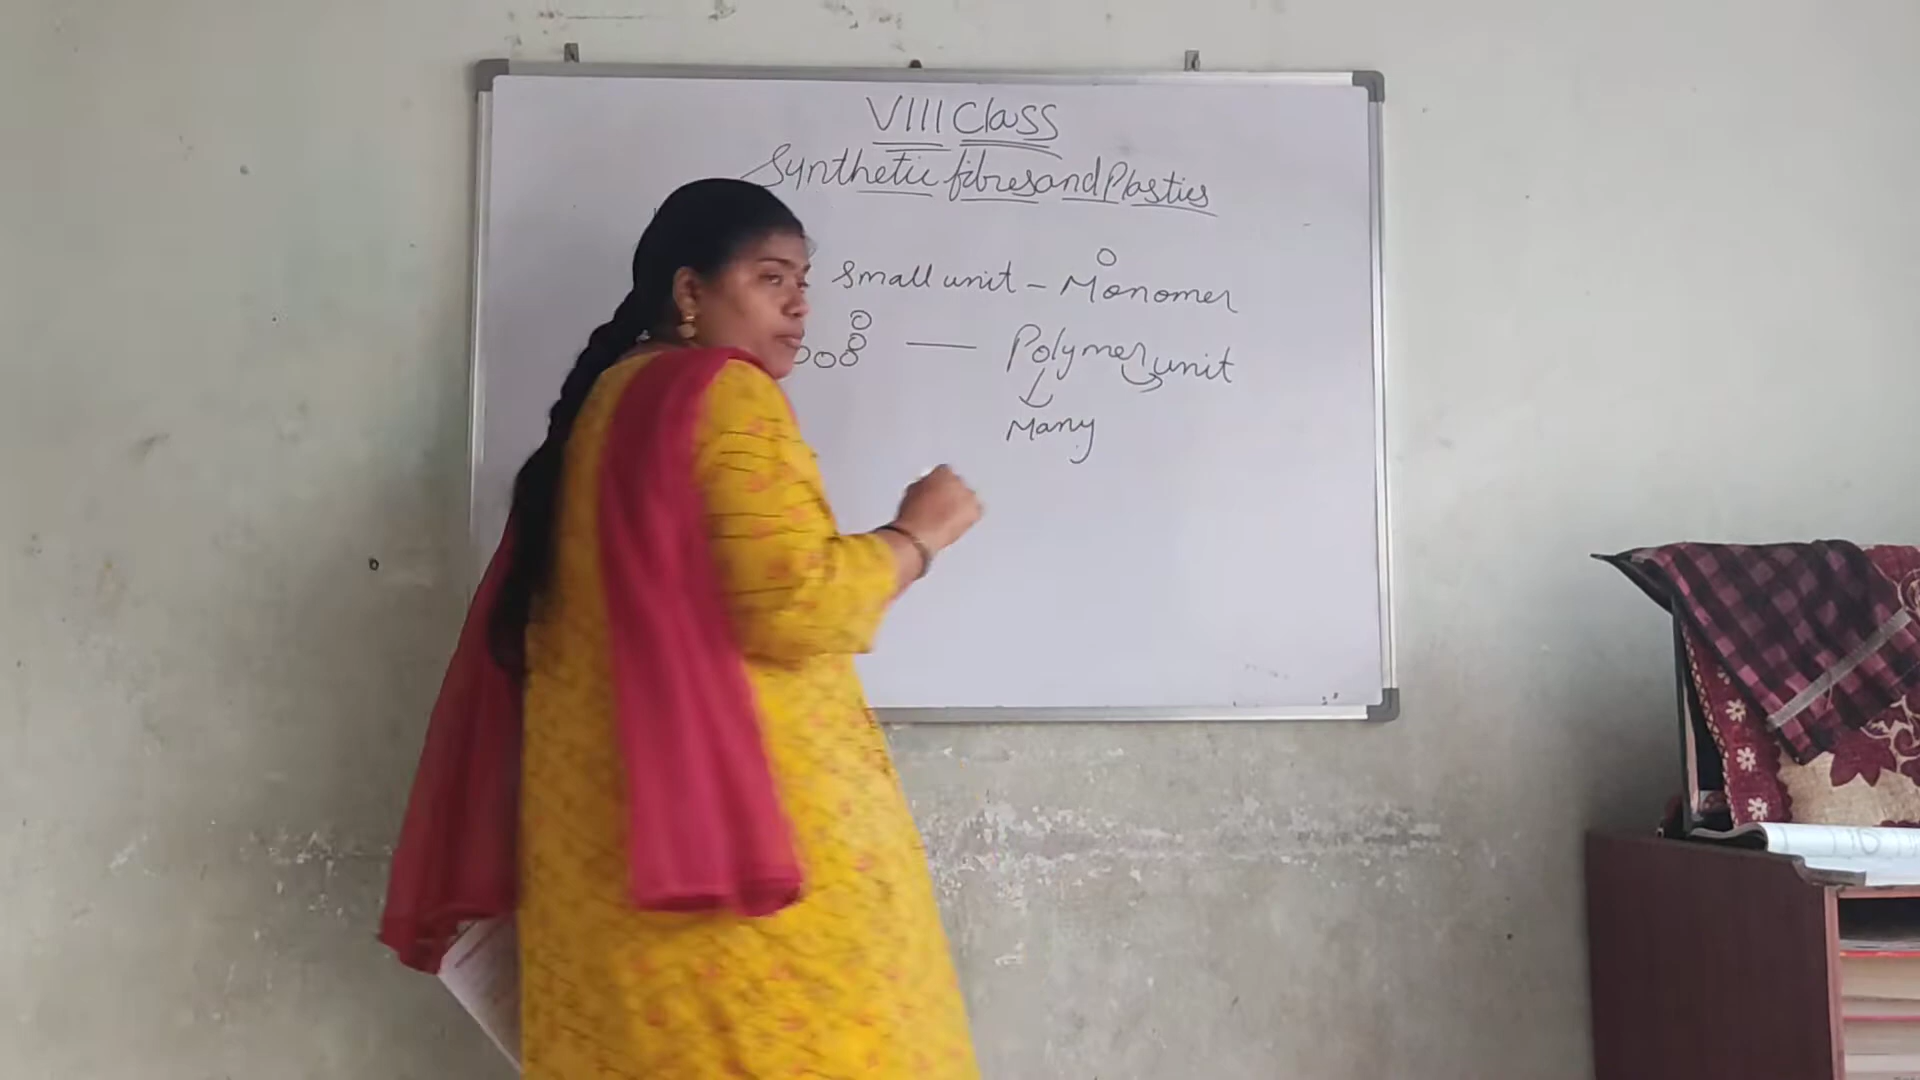 VIII Class
Synthetic fibres and Plastics
Small unit - Monomer
Polymer unit
Many